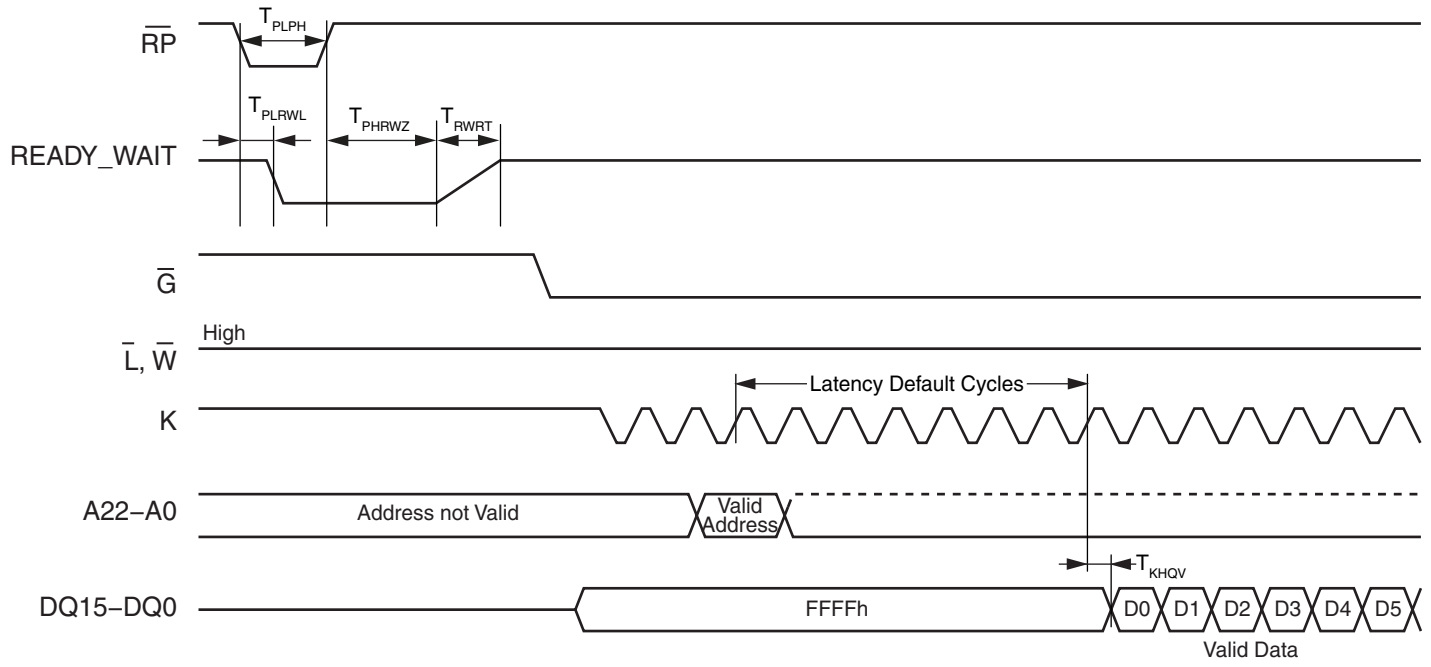 T_PLPH
R̅P̅
T_PLRWL
T_PHRWZ
T_RWRT
READY_WAIT
G̅
High
L̅, W̅
Latency Default Cycles
K
A22–A0
Address not Valid
Valid
Address
T_KHQV
DQ15–DQ0
FFFFh
D0
D1
D2
D3
D4
D5
Valid Data